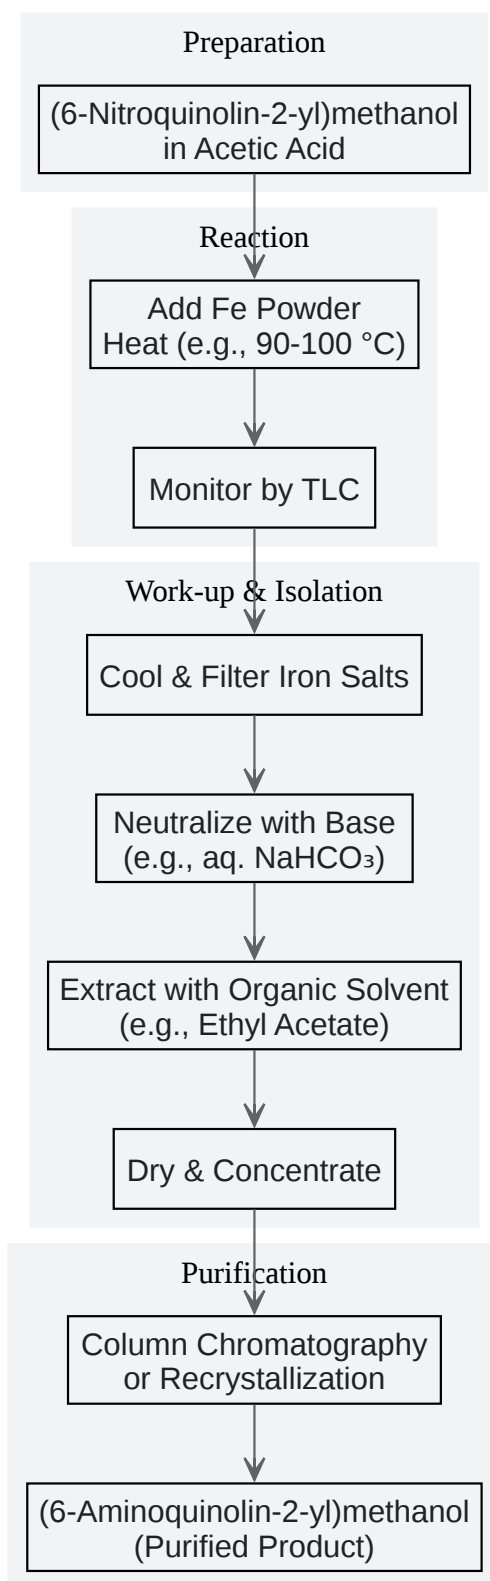 Preparation
(6-Nitroquinolin-2-yl)methanol
in Acetic Acid
Reaction
Add Fe Powder
Heat (e.g., 90-100 °C)
Monitor by TLC
Work-up & Isolation
Cool & Filter Iron Salts
Neutralize with Base
(e.g., aq. NaHCO₃)
Extract with Organic Solvent
(e.g., Ethyl Acetate)
Dry & Concentrate
Purification
Column Chromatography
or Recrystallization
(6-Aminoquinolin-2-yl)methanol
(Purified Product)